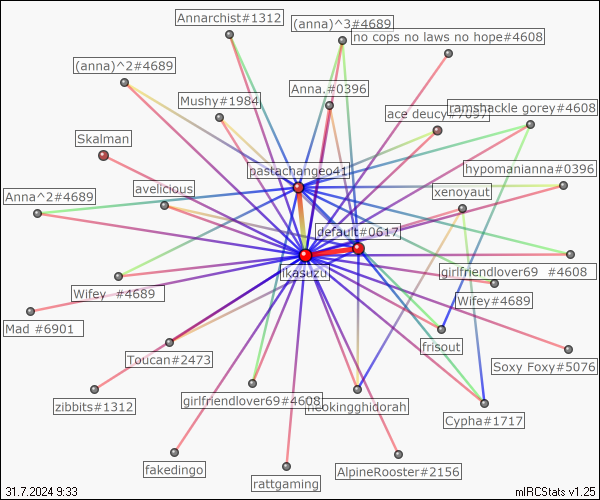 Annarchist#1312
(anna)^3#4689
no cops no laws no hope#4608
(anna)^2#4689
Anna.#0396
Mushy#1984
ace deucy#7097
ramshackle gorey#4608
Skalman
pastachangeo41
hypomanianna#0396
avelicious
xenoyaut
Anna^2#4689
default#0617
ikasuzu
girlfriendlover69 #4608
Wifey #4689
Wifey#4689
Mad #6901
frisout
Toucan#2473
Soxy Foxy#5076
zibbits#1312
girlfriendlover69#4608
neokingghidorah
Cypha#1717
fakedingo
AlpineRooster#2156
rattgaming
31.7.2024 9:33
mIRCStats v1.25